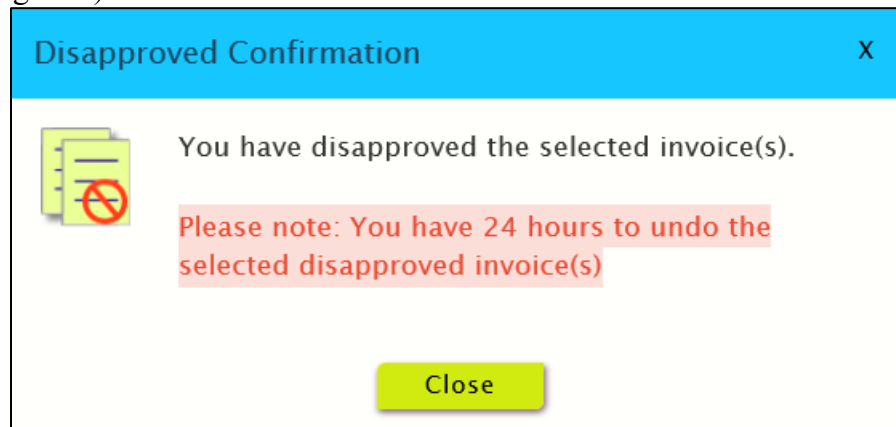 Disapproved Confirmation X
You have disapproved the selected invoice(s).
Please note: You have 24 hours to undo the
selected disapproved invoice(s)
Close